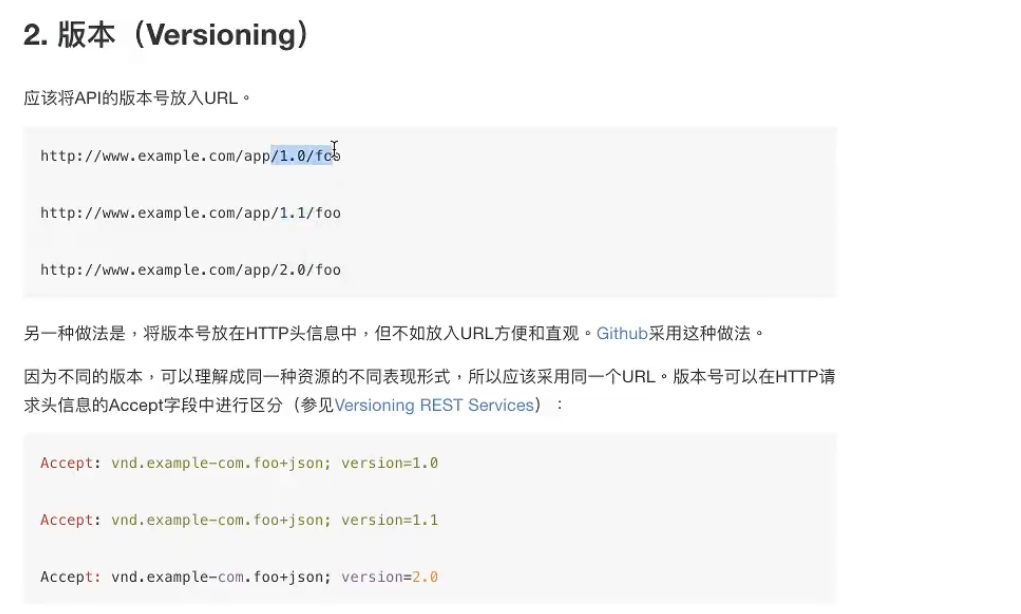 2. 版本（Versioning）
应该将API的版本号放入URL。
http://www.example.com/app/1.0/foo
http://www.example.com/app/1.1/foo
http://www.example.com/app/2.0/foo
另一种做法是，将版本号放在HTTP头信息中，但不如放入URL方便和直观。Github采用这种做法。
因为不同的版本，可以理解成同一种资源的不同表现形式，所以应该采用同一个URL。版本号可以在HTTP请
求头信息的Accept字段中进行区分（参见Versioning REST Services）：
Accept: vnd.example-com.foo+json; version=1.0
Accept: vnd.example-com.foo+json; version=1.1
Accept: vnd.example-com.foo+json; version=2.0